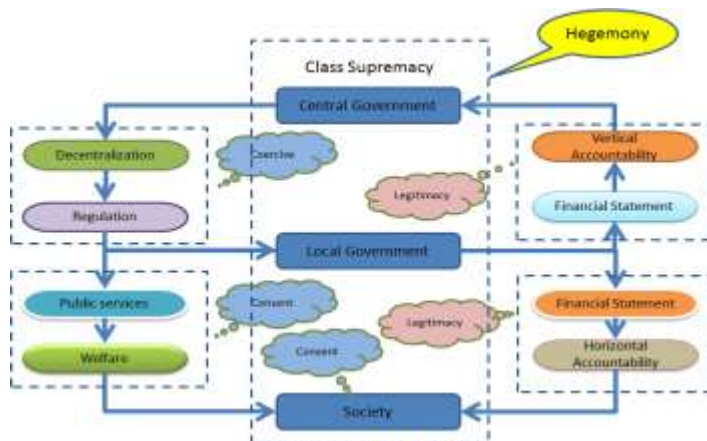 Hegemony
Class Supremacy
Central Government
Decentralization
Coercive
Vertical
Accountability
Legitimacy
Regulation
Financial Statement
Local Government
Public services
Consent
Financial Statement
Legitimacy
Welfare
Consent
Horizontal
Accountability
Society